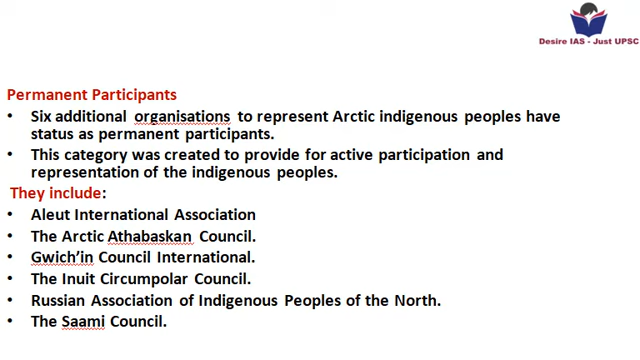 Desire IAS - Just UPSC
Permanent Participants
• Six additional organisations to represent Arctic indigenous peoples have
status as permanent participants.
• This category was created to provide for active participation and
representation of the indigenous peoples.
They include:
• Aleut International Association
• The Arctic Athabaskan Council.
• Gwich’in Council International.
• The Inuit Circumpolar Council.
• Russian Association of Indigenous Peoples of the North.
• The Saami Council.